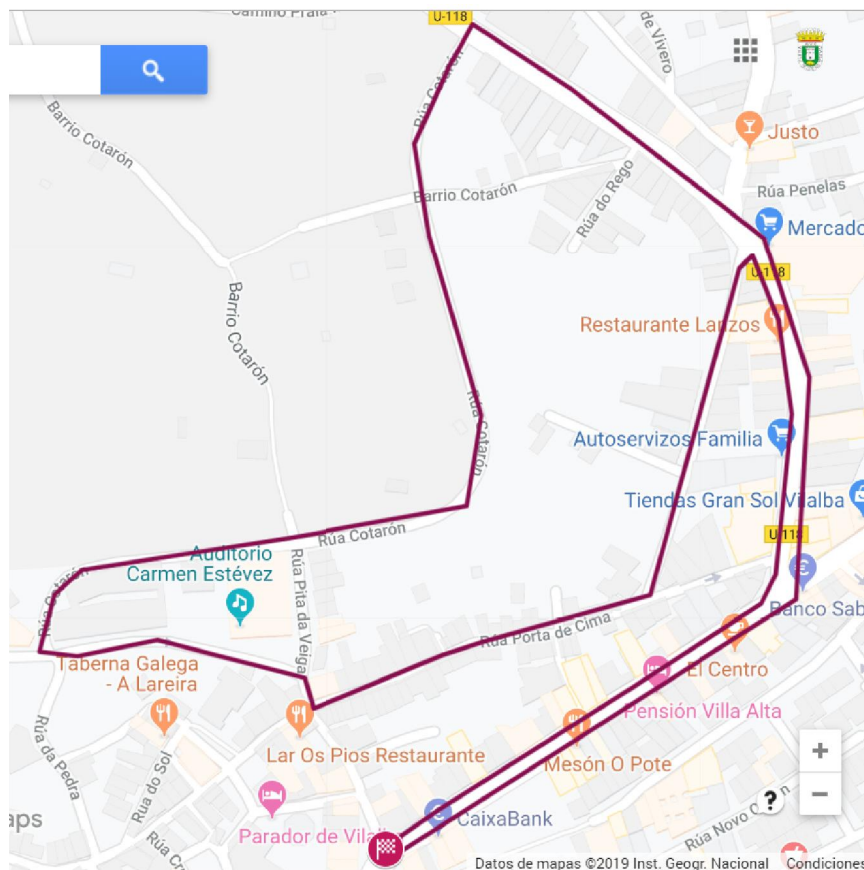 Camino Praia
U-118
de Vivero
Rúa Cotarón
Barrio Cotarón
Justo
Barrio Cotarón
Rúa do Rego
Rúa Penelas
Mercado
U-118
Barrio Cotarón
Restaurante Lanzos
Rúa Cotarón
Autoservizos Familia
Tiendas Gran Sol Vilalba
U-118
Rúa Cotarón
Auditorio
Carmen Estévez
Rúa Cotarón
Rúa Pita da Veiga
Banco Sab
Rúa Porta de Cima
Taberna Galega
- A Lareira
El Centro
Pensión Villa Alta
Rúa da Pedra
Rúa do Sol
Lar Os Pios Restaurante
Mesón O Pote
+
−
?
aps
CaixaBank
Parador de
Rúa Novo
Datos de mapas ©2019 Inst. Geogr. Nacional Condiciones